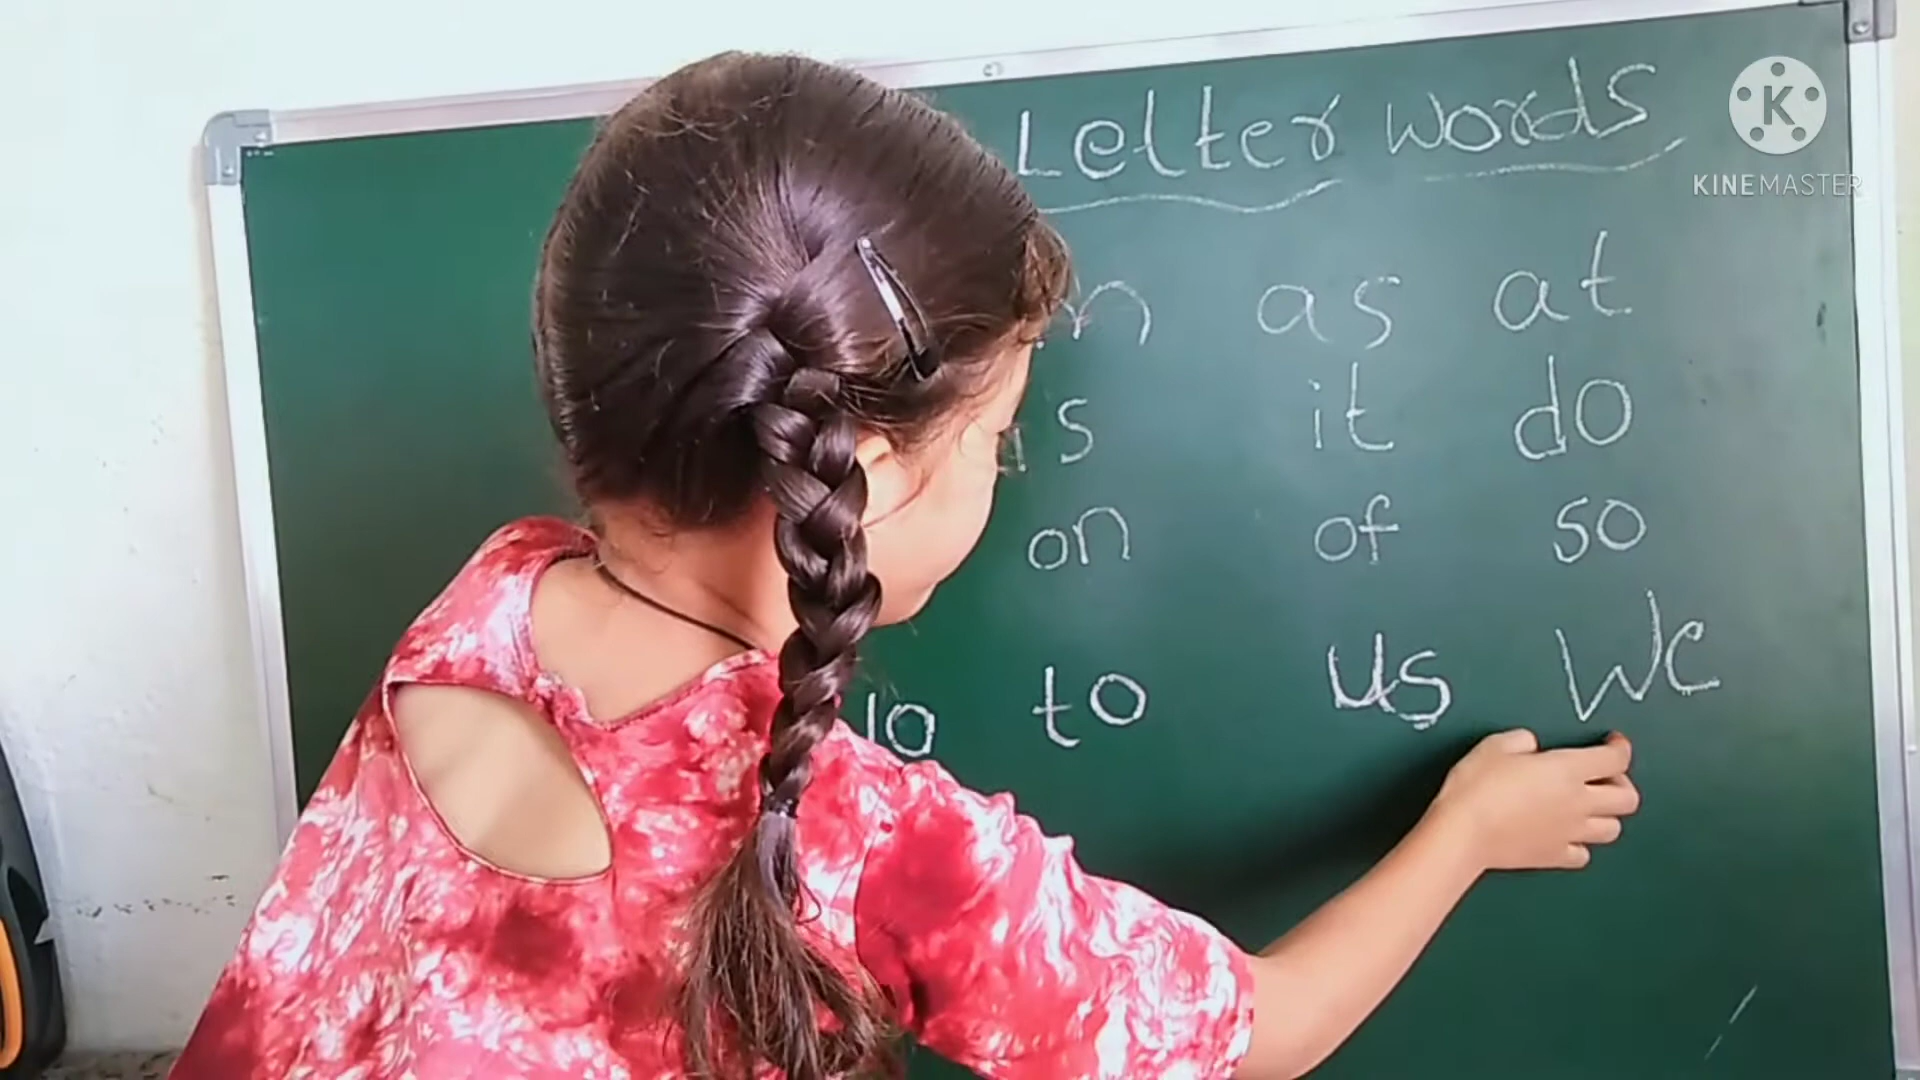 Letter words
KINEMASTER
as at
it do
on of so
to us We